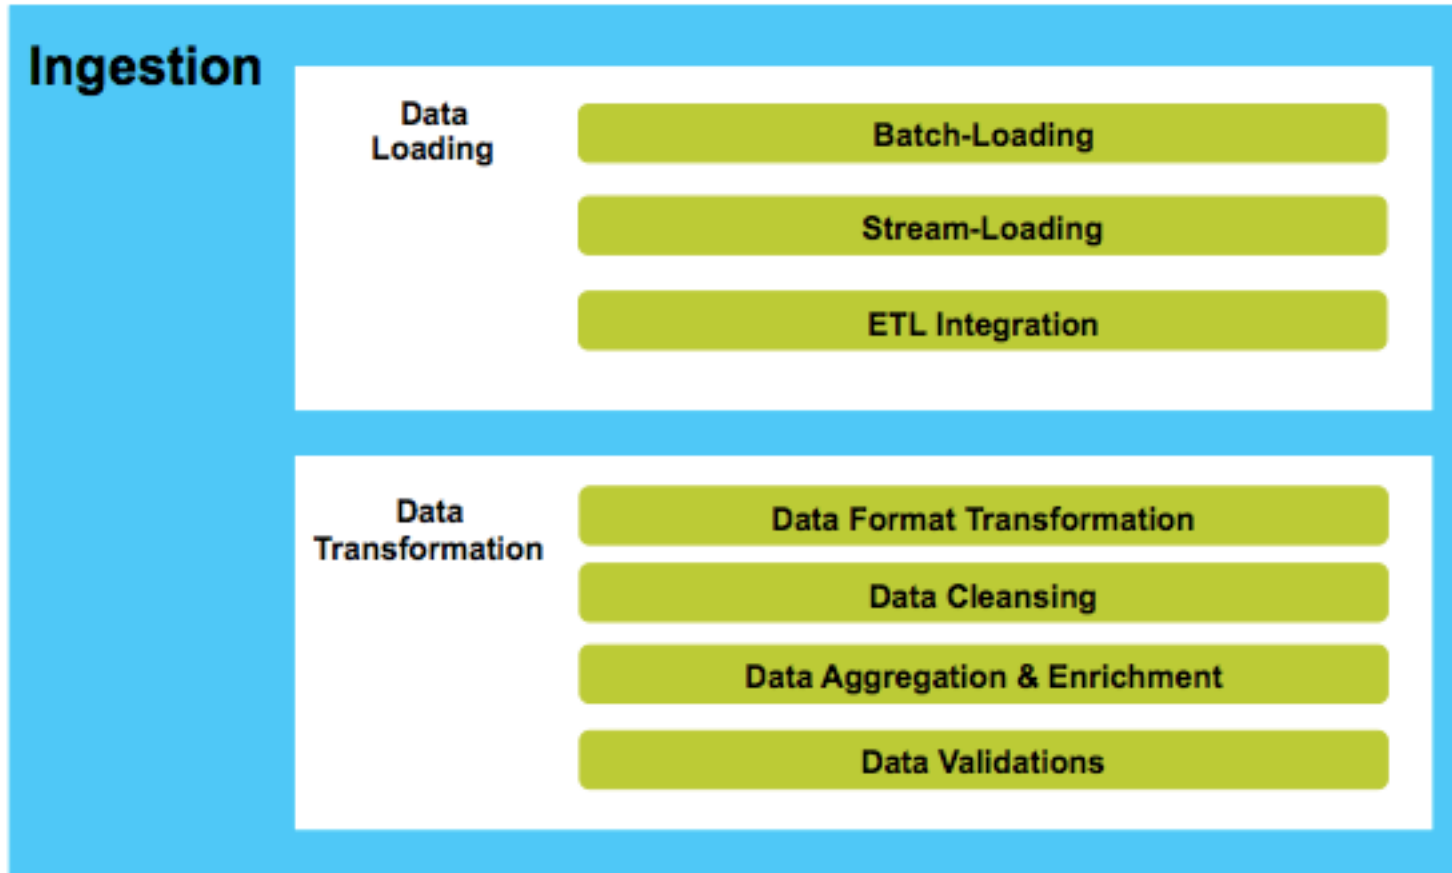 Ingestion
Data
Loading
Batch-Loading
Stream-Loading
ETL Integration
Data
Transformation
Data Format Transformation
Data Cleansing
Data Aggregation & Enrichment
Data Validations